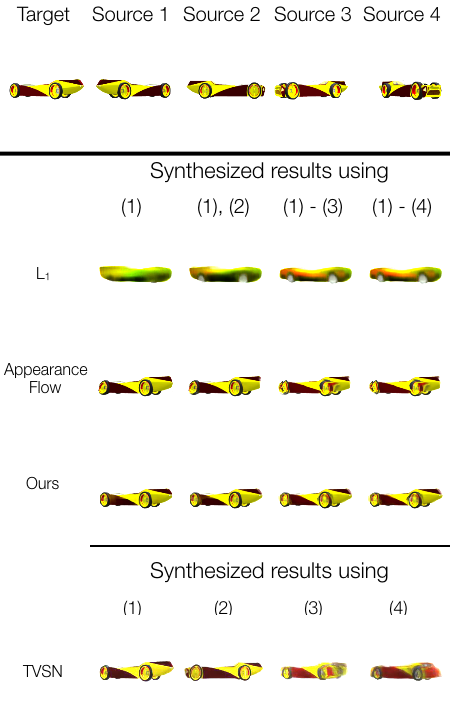 Target Source 1 Source 2 Source 3 Source 4
Synthesized results using
(1) (1), (2) (1) - (3) (1) - (4)
L₁
Appearance
Flow
Ours
Synthesized results using
(1) (2) (3) (4)
TVSN